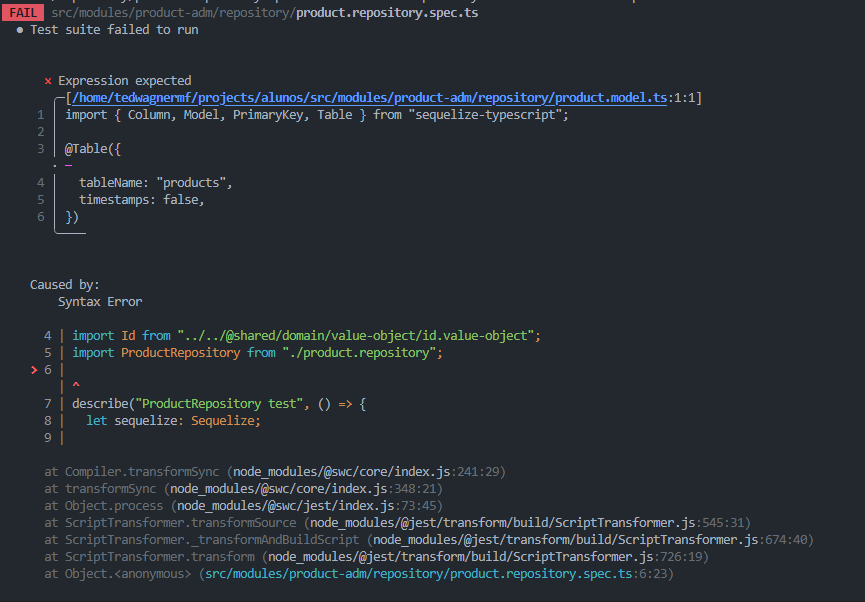 FAIL src/modules/product-adm/repository/product.repository.spec.ts
● Test suite failed to run
× Expression expected
[/home/tedwagnermf/projects/alunos/src/modules/product-adm/repository/product.model.ts:1:1]
1 import { Column, Model, PrimaryKey, Table } from "sequelize-typescript";
2
3 @Table({
4 tableName: "products",
5 timestamps: false,
6 })
Caused by:
Syntax Error
4 | import Id from "../../@shared/domain/value-object/id.value-object";
5 | import ProductRepository from "./product.repository";
> 6 |
| ^
7 | describe("ProductRepository test", () => {
8 | let sequelize: Sequelize;
9 |
at Compiler.transformSync (node_modules/@swc/core/index.js:241:29)
at transformSync (node_modules/@swc/core/index.js:348:21)
at Object.process (node_modules/@swc/jest/index.js:73:45)
at ScriptTransformer.transformSource (node_modules/@jest/transform/build/ScriptTransformer.js:545:31)
at ScriptTransformer._transformAndBuildScript (node_modules/@jest/transform/build/ScriptTransformer.js:674:40)
at ScriptTransformer.transform (node_modules/@jest/transform/build/ScriptTransformer.js:726:19)
at Object.<anonymous> (src/modules/product-adm/repository/product.repository.spec.ts:6:23)